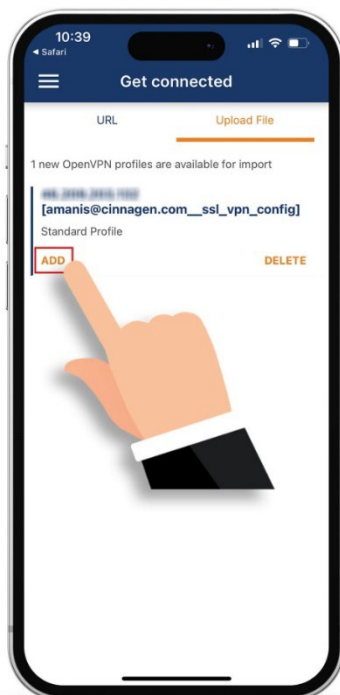 10:39
◀ Safari
Get connected
URL
Upload File
1 new OpenVPN profiles are available for import
[amanis@cinnagen.com__ssl_vpn_config]
Standard Profile
ADD
DELETE